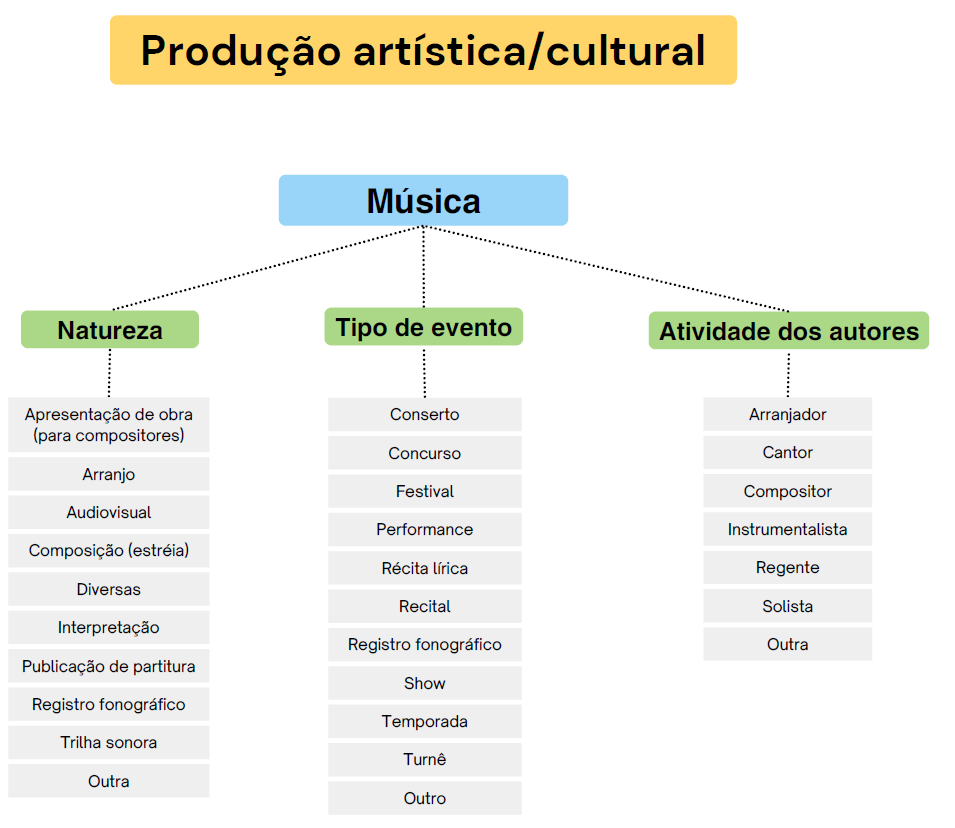 Produção artística/cultural
Música
Natureza
Tipo de evento
Atividade dos autores
Apresentação de obra
(para compositores)
Arranjo
Audiovisual
Composição (estréia)
Diversas
Interpretação
Publicação de partitura
Registro fonográfico
Trilha sonora
Outra
Conserto
Concurso
Festival
Performance
Récita lírica
Recital
Registro fonográfico
Show
Temporada
Turnê
Outro
Arranjador
Cantor
Compositor
Instrumentalista
Regente
Solista
Outra